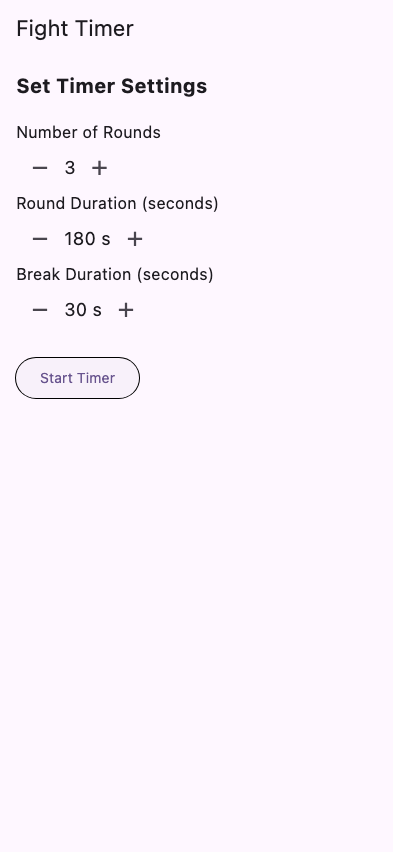 Fight Timer
Set Timer Settings
Number of Rounds
− 3 +
Round Duration (seconds)
− 180 s +
Break Duration (seconds)
− 30 s +
Start Timer